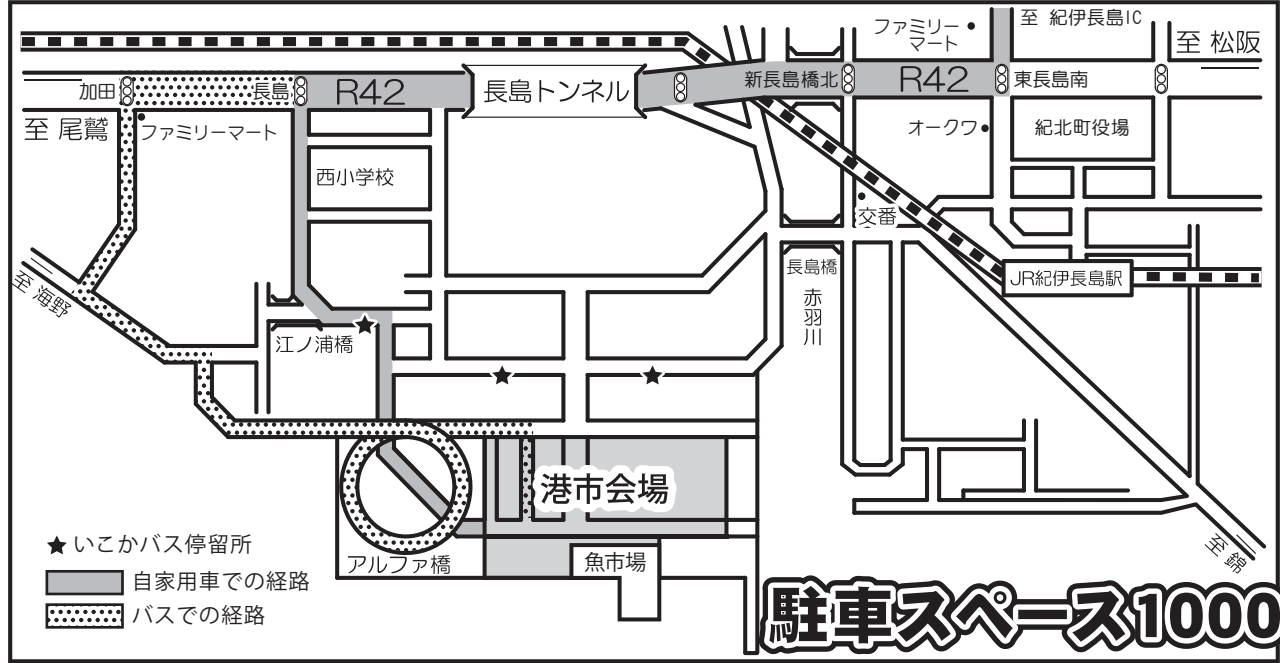 ファミリー
マート
至 紀伊長島IC
至 松阪
加田
長島
R42
長島トンネル
新長島橋北
R42
東長島南
至 尾鷲
ファミリーマート
オークワ
紀北町役場
西小学校
交番
長島橋
JR紀伊長島駅
至 海野
赤羽川
江ノ浦橋
港市会場
至 錦
アルファ橋
魚市場
★ いこかバス停留所
自家用車での経路
バスでの経路
駐車スペース1000